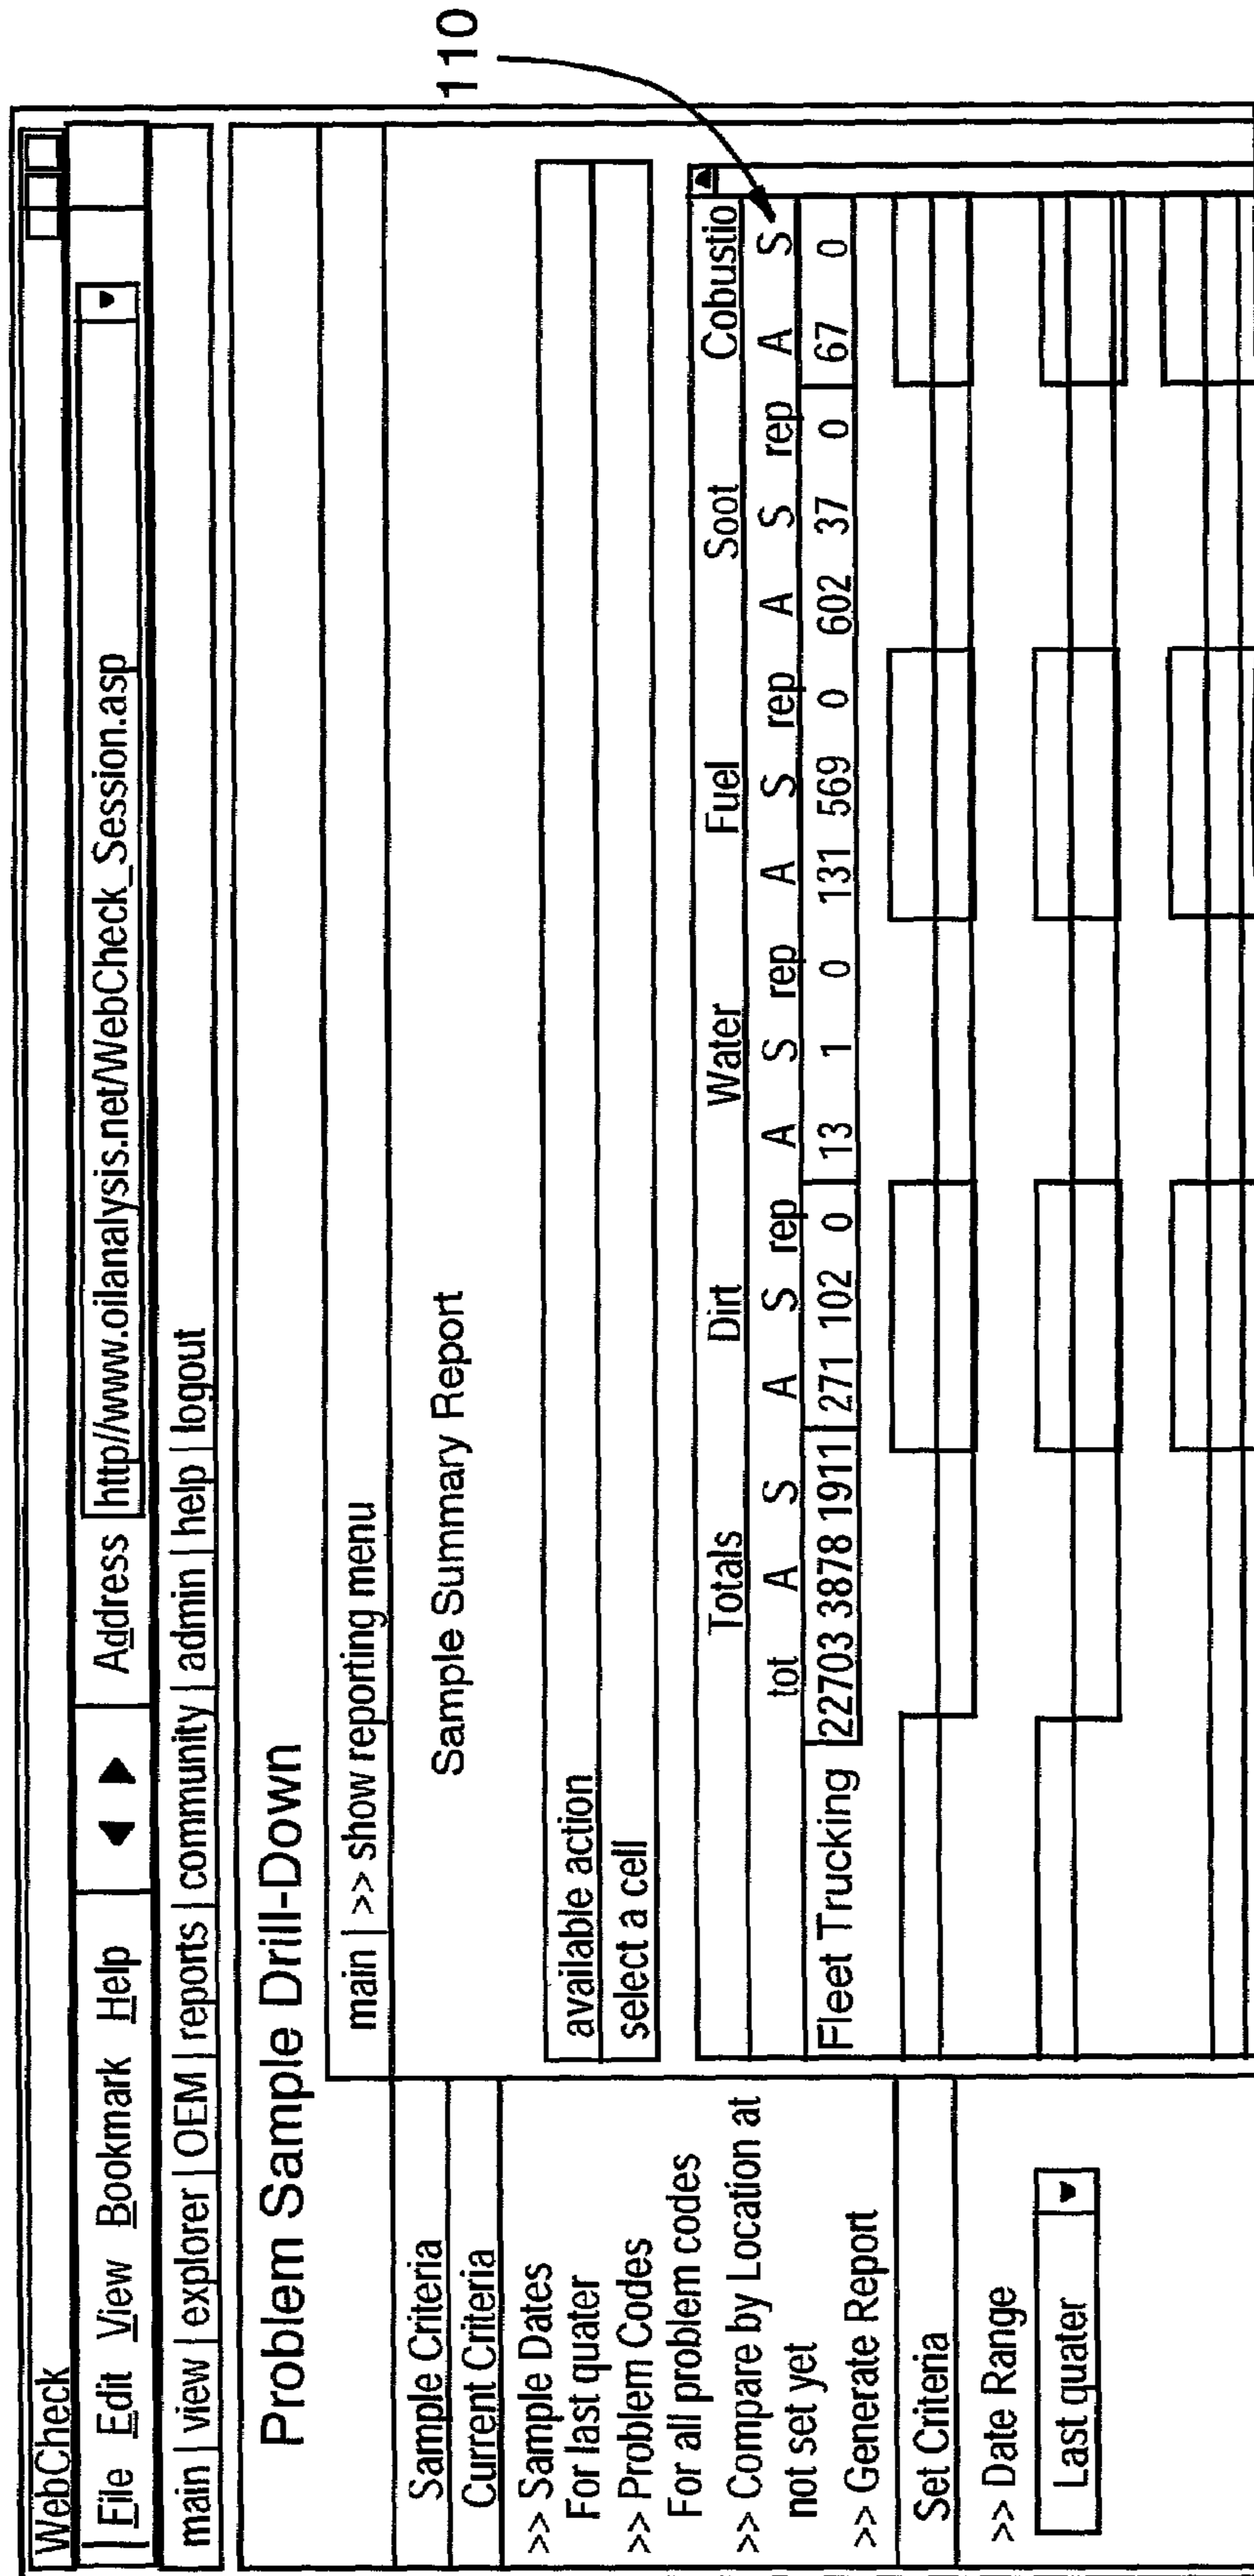 WebCheck
File Edit View Bookmark Help Address http//www.oilanalysis.net/WebCheck_Session.asp
main | view | explorer | OEM | reports | community | admin | help | logout
Problem Sample Drill-Down
main | >> show reporting menu
Sample Criteria
Current Criteria
>> Sample Dates
For last quater
>> Problem Codes
For all problem codes
>> Compare by Location at
not set yet
>> Generate Report
Set Criteria
>> Date Range
Last quater
Sample Summary Report
available action
select a cell
Totals Dirt Water Fuel Soot Cobustio
tot A S A S rep A S rep A S rep A S rep A S
Fleet Trucking 22703 3878 1911 271 102 0 13 1 0 131 569 0 602 37 0 67 0
110